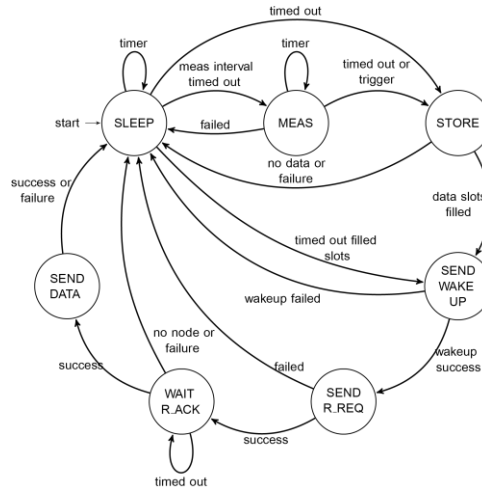 timed out
timer
meas interval
timed out
timer
timed out or
trigger
start
SLEEP
failed
MEAS
STORE
no data or
failure
success or
failure
data slots
filled
timed out filled
slots
SEND
DATA
SEND
WAKE
UP
wakeup failed
no node or
failure
wakeup
success
success
failed
WAIT
R_ACK
SEND
R_REQ
success
timed out